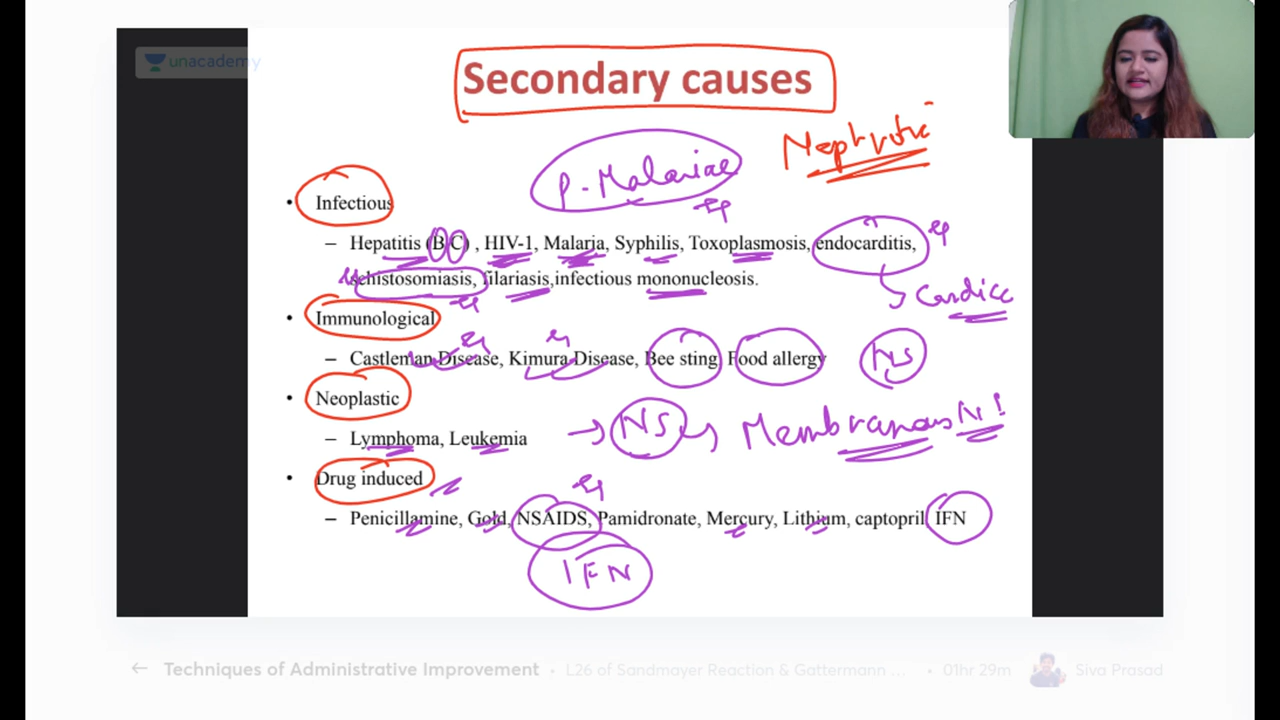 unacademy
Secondary causes
Nephrotic
P. Malariae
• Infectious
– Hepatitis (B,C) , HIV-1, Malaria, Syphilis, Toxoplasmosis, endocarditis,
schistosomiasis, filariasis,infectious mononucleosis.
Cardiac
• Immunological
– Castleman Disease, Kimura Disease, Bee sting, Food allergy
NS
• Neoplastic
– Lymphoma, Leukemia → NS Membranous N!
• Drug induced
– Penicillamine, Gold, NSAIDS, Pamidronate, Mercury, Lithium, captopril, IFN
IFN
← Techniques of Administrative Improvement • L26 of Sandmayer Reaction & Gattermann ... • 01hr 29m Siva Prasad